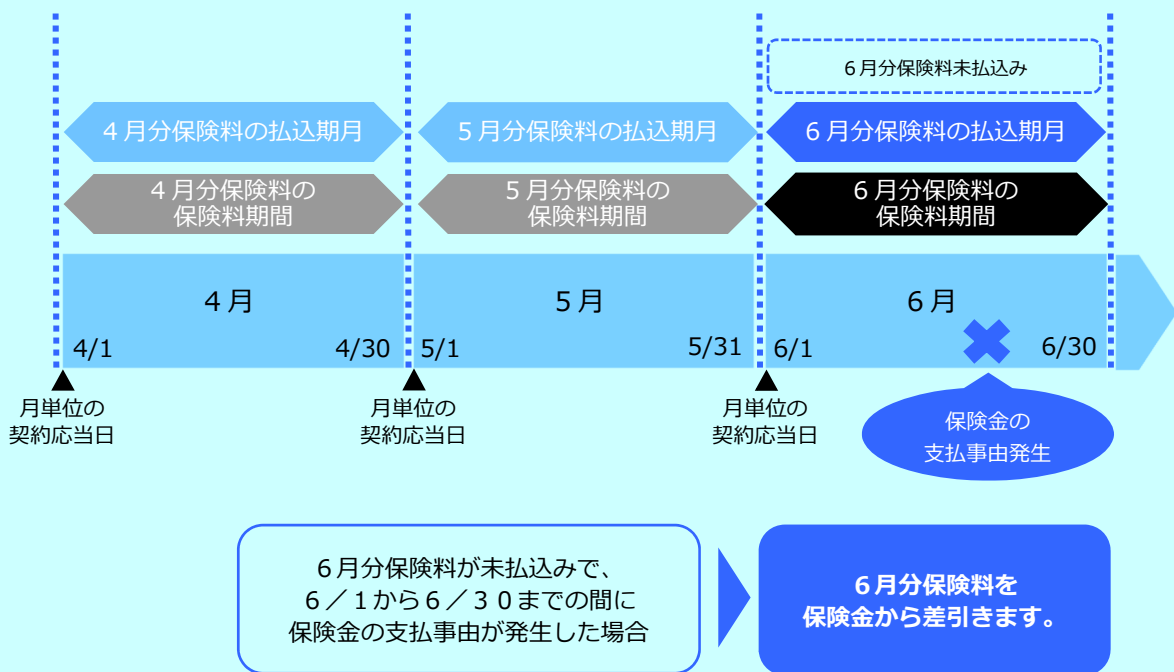 ６月分保険料未払込み
４月分保険料の払込期月
５月分保険料の払込期月
６月分保険料の払込期月
４月分保険料の
保険料期間
５月分保険料の
保険料期間
６月分保険料の
保険料期間
４月
５月
６月
4/1
4/30
5/1
5/31
6/1
6/30
月単位の
契約応当日
月単位の
契約応当日
月単位の
契約応当日
保険金の
支払事由発生
６月分保険料が未払込みで、
６／１から６／３０までの間に
保険金の支払事由が発生した場合
６月分保険料を
保険金から差引きます。